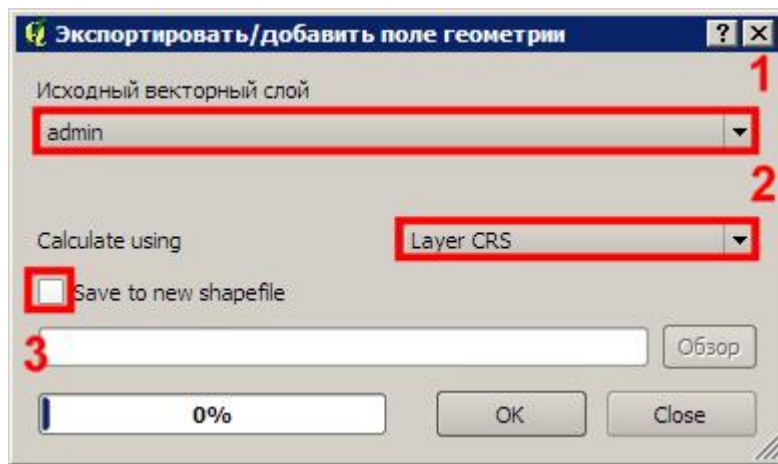 Экспортировать/добавить поле геометрии
1
Исходный векторный слой
admin
2
Calculate using
Layer CRS
Save to new shapefile
3
Обзор
0%
OK
Close